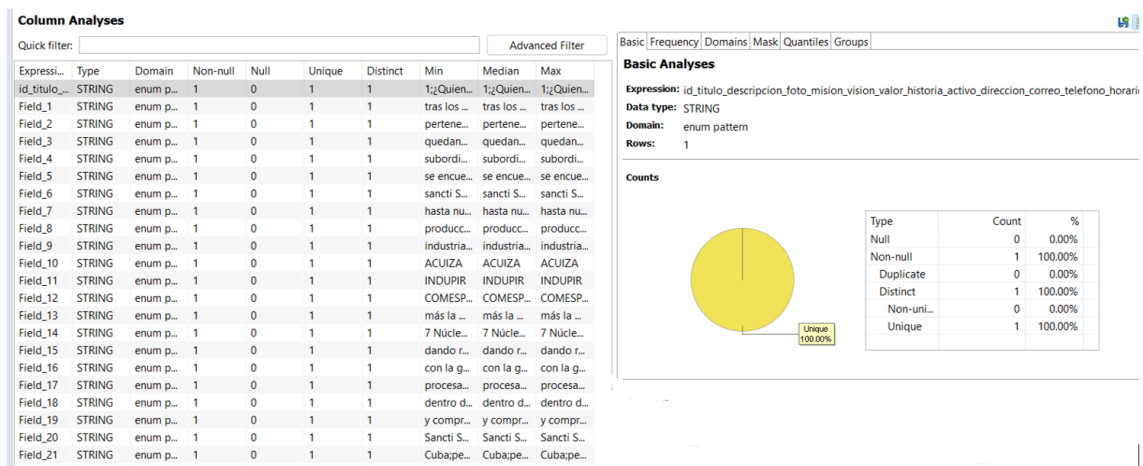 Column Analyses
Quick filter: Advanced Filter
Expressi... Type Domain Non-null Null Unique Distinct Min Median Max
id_titulo_... STRING enum p... 1 0 1 1 1;¿Quien... 1;¿Quien... 1;¿Quien...
Field_1 STRING enum p... 1 0 1 1 tras los ... tras los ... tras los ...
Field_2 STRING enum p... 1 0 1 1 pertene... pertene... pertene...
Field_3 STRING enum p... 1 0 1 1 quedan... quedan... quedan...
Field_4 STRING enum p... 1 0 1 1 subordi... subordi... subordi...
Field_5 STRING enum p... 1 0 1 1 se encue... se encue... se encue...
Field_6 STRING enum p... 1 0 1 1 sancti S... sancti S... sancti S...
Field_7 STRING enum p... 1 0 1 1 hasta nu... hasta nu... hasta nu...
Field_8 STRING enum p... 1 0 1 1 producc... producc... producc...
Field_9 STRING enum p... 1 0 1 1 industria... industria... industria...
Field_10 STRING enum p... 1 0 1 1 ACUIZA ACUIZA ACUIZA
Field_11 STRING enum p... 1 0 1 1 INDUPIR INDUPIR INDUPIR
Field_12 STRING enum p... 1 0 1 1 COMESP... COMESP... COMESP...
Field_13 STRING enum p... 1 0 1 1 más la ... más la ... más la ...
Field_14 STRING enum p... 1 0 1 1 7 Núcle... 7 Núcle... 7 Núcle...
Field_15 STRING enum p... 1 0 1 1 dando r... dando r... dando r...
Field_16 STRING enum p... 1 0 1 1 con la g... con la g... con la g...
Field_17 STRING enum p... 1 0 1 1 procesa... procesa... procesa...
Field_18 STRING enum p... 1 0 1 1 dentro d... dentro d... dentro d...
Field_19 STRING enum p... 1 0 1 1 y compr... y compr... y compr...
Field_20 STRING enum p... 1 0 1 1 Sancti S... Sancti S... Sancti S...
Field_21 STRING enum p... 1 0 1 1 Cuba;pe... Cuba;pe... Cuba;pe...
Basic Frequency Domains Mask Quantiles Groups
Basic Analyses
Expression: id_titulo_descripcion_foto_mision_vision_valor_historia_activo_direccion_correo_telefono_horari
Data type: STRING
Domain: enum pattern
Rows: 1
Counts
Unique
100.00%
Type Count %
Null 0 0.00%
Non-null 1 100.00%
Duplicate 0 0.00%
Distinct 1 100.00%
Non-uni... 0 0.00%
Unique 1 100.00%